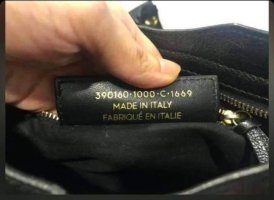 390160·1000·C·1669
MADE IN ITALY
FABRIQUÉ EN ITALIE